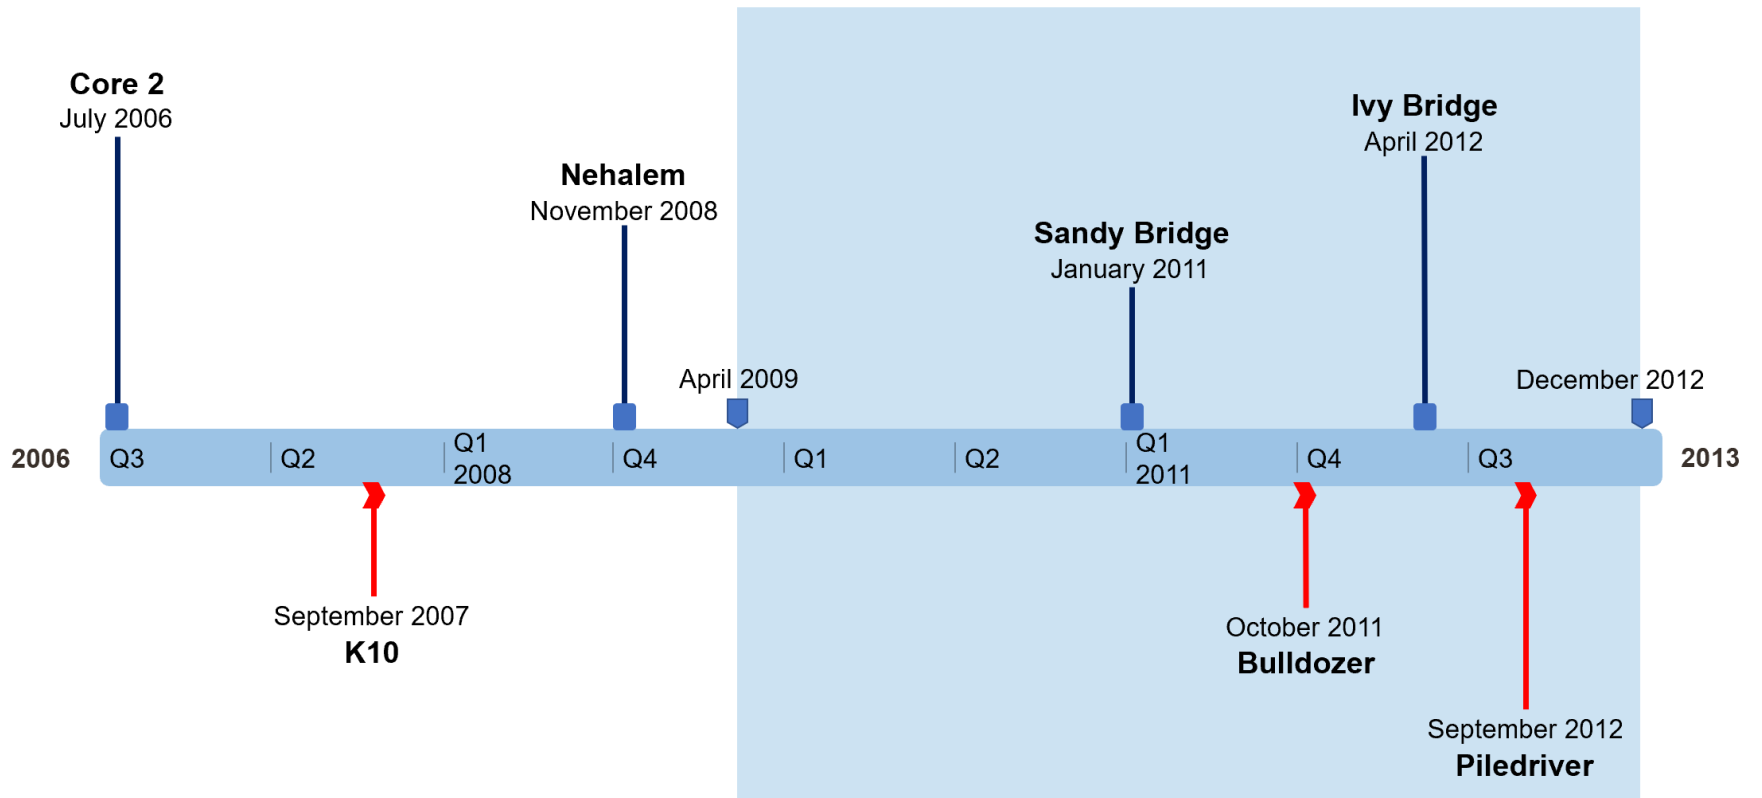 Core 2
July 2006
Nehalem
November 2008
Sandy Bridge
January 2011
Ivy Bridge
April 2012
April 2009
December 2012
2006
Q3
Q2
Q1
2008
Q4
Q1
Q2
Q1
2011
Q4
Q3
2013
September 2007
K10
October 2011
Bulldozer
September 2012
Piledriver